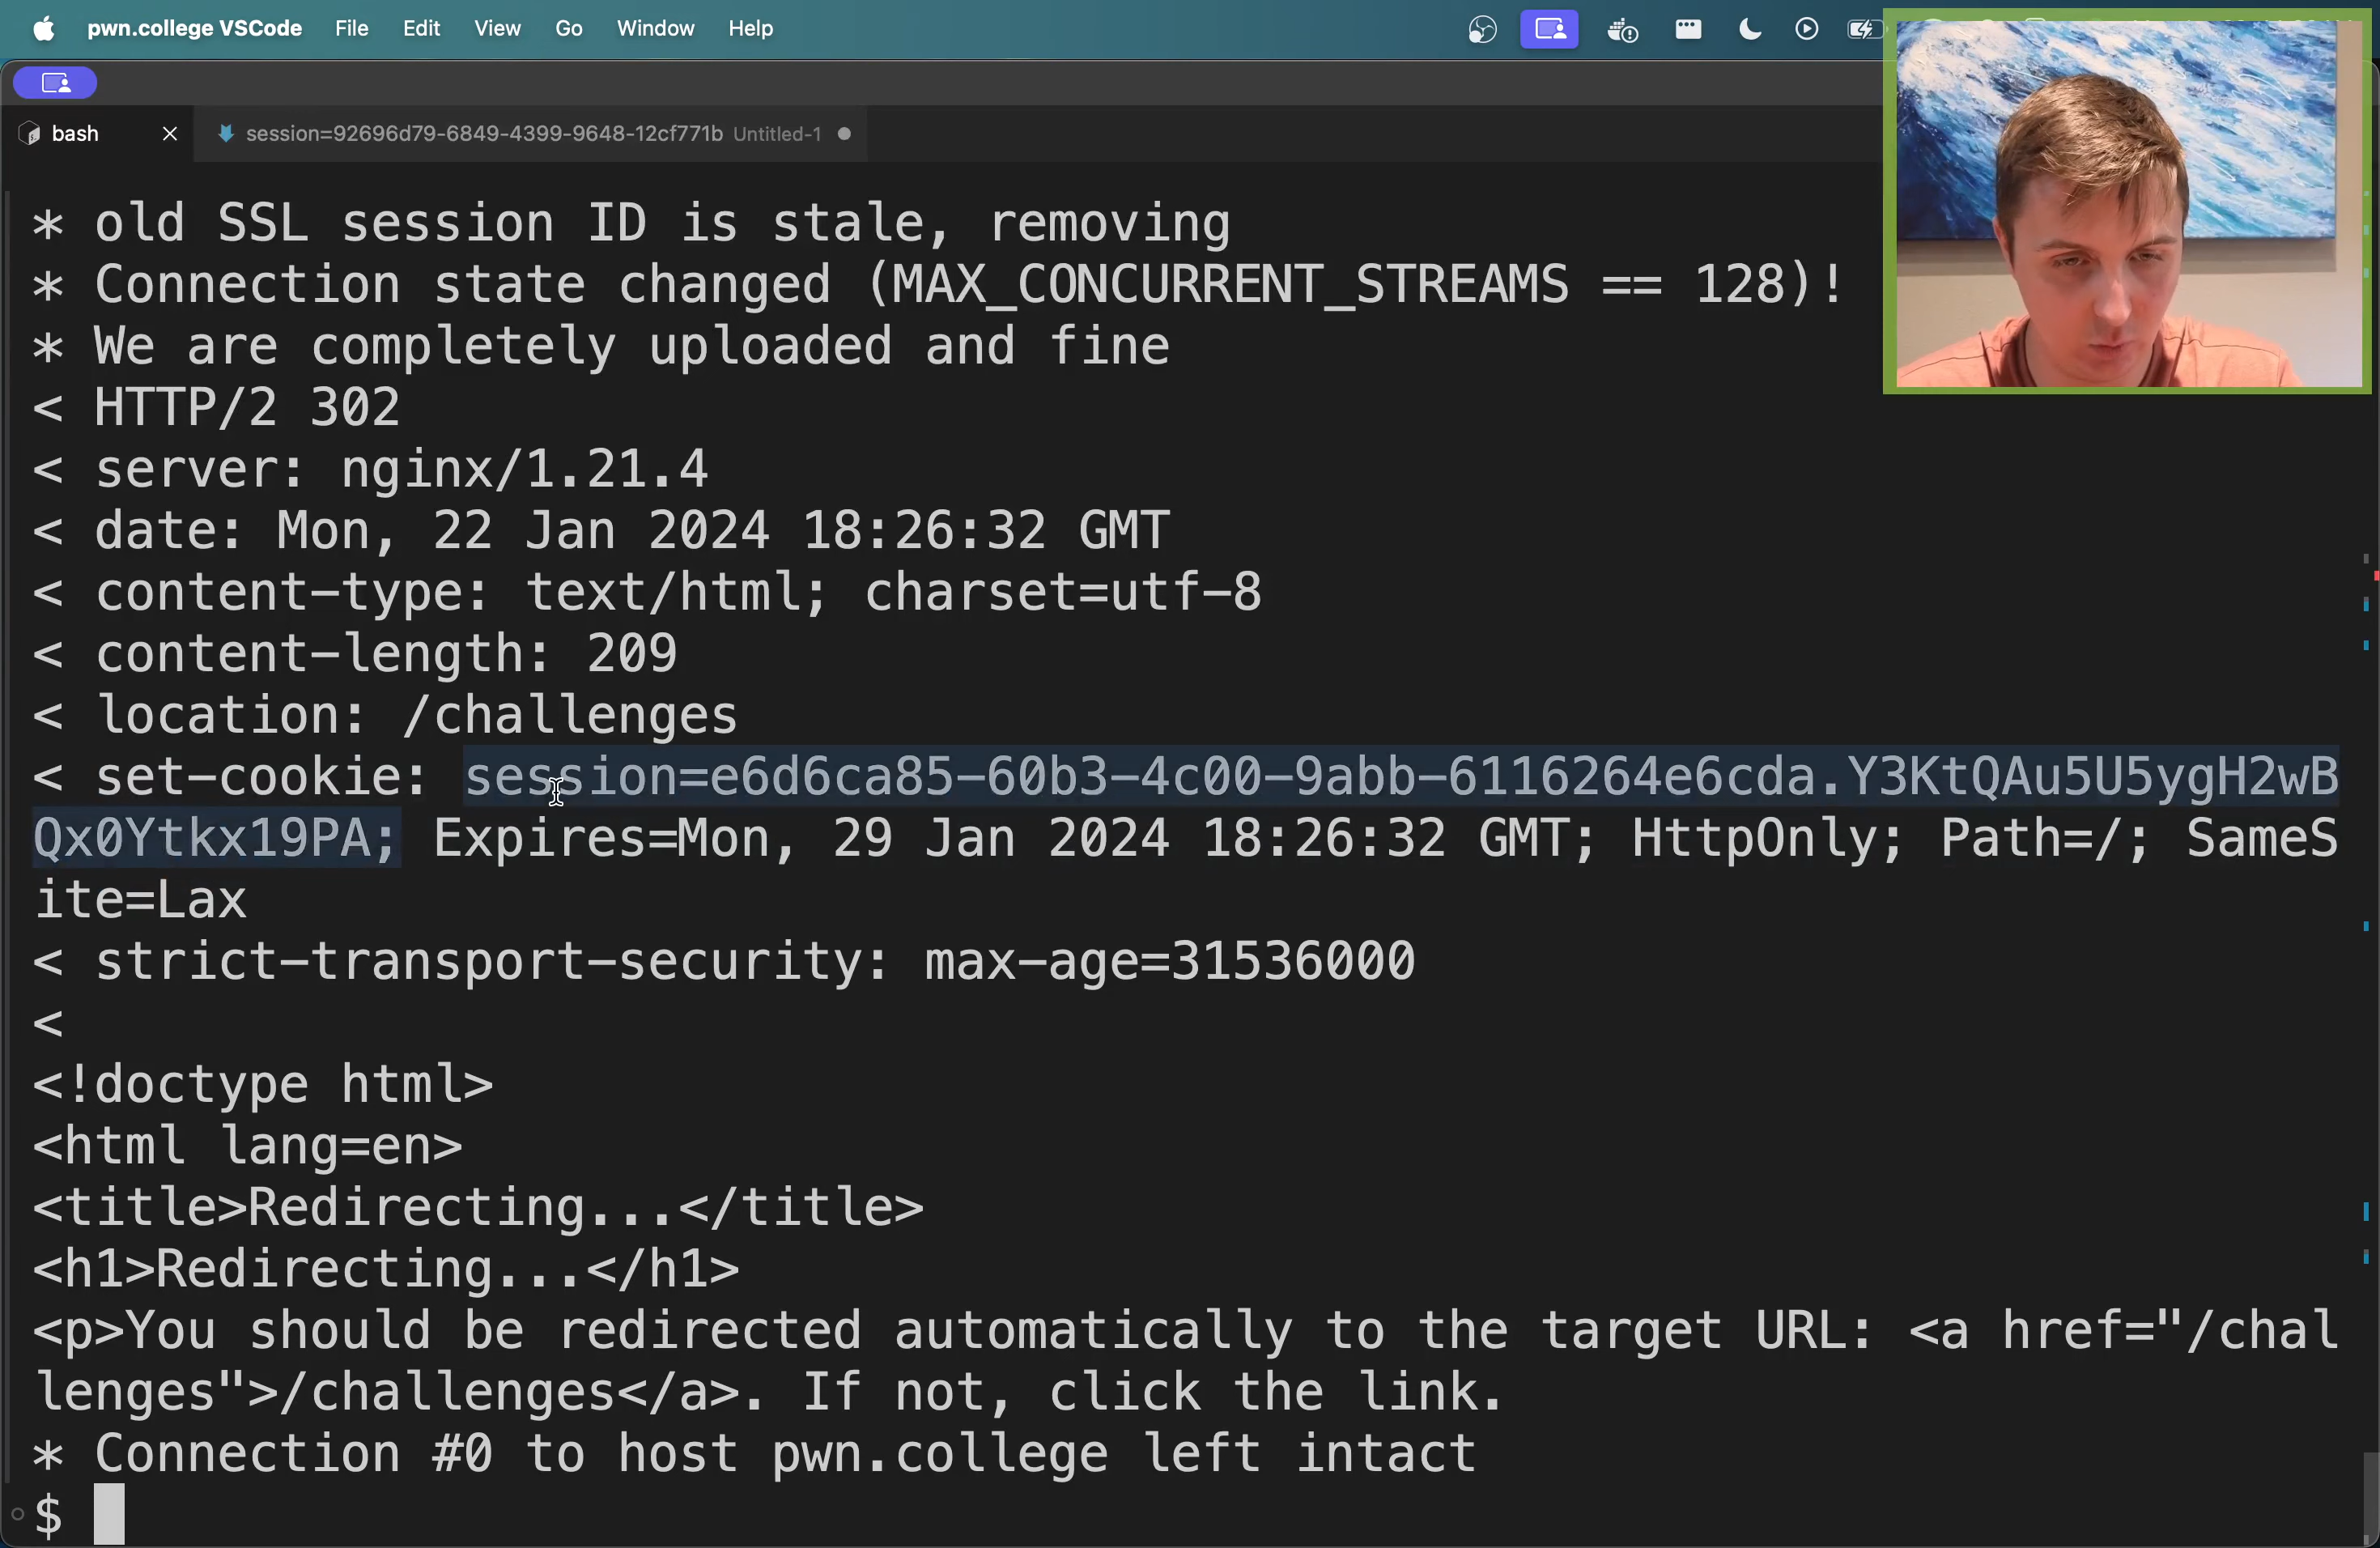 pwn.college VSCode File Edit View Go Window Help
bash session=92696d79-6849-4399-9648-12cf771b Untitled-1
* old SSL session ID is stale, removing
* Connection state changed (MAX_CONCURRENT_STREAMS == 128)!
* We are completely uploaded and fine
< HTTP/2 302
< server: nginx/1.21.4
< date: Mon, 22 Jan 2024 18:26:32 GMT
< content-type: text/html; charset=utf-8
< content-length: 209
< location: /challenges
< set-cookie: session=e6d6ca85-60b3-4c00-9abb-6116264e6cda.Y3KtQAu5U5ygH2wB
Qx0Ytkx19PA; Expires=Mon, 29 Jan 2024 18:26:32 GMT; HttpOnly; Path=/; SameS
ite=Lax
< strict-transport-security: max-age=31536000
<
<!doctype html>
<html lang=en>
<title>Redirecting...</title>
<h1>Redirecting...</h1>
<p>You should be redirected automatically to the target URL: <a href="/chal
lenges">/challenges</a>. If not, click the link.
* Connection #0 to host pwn.college left intact
$